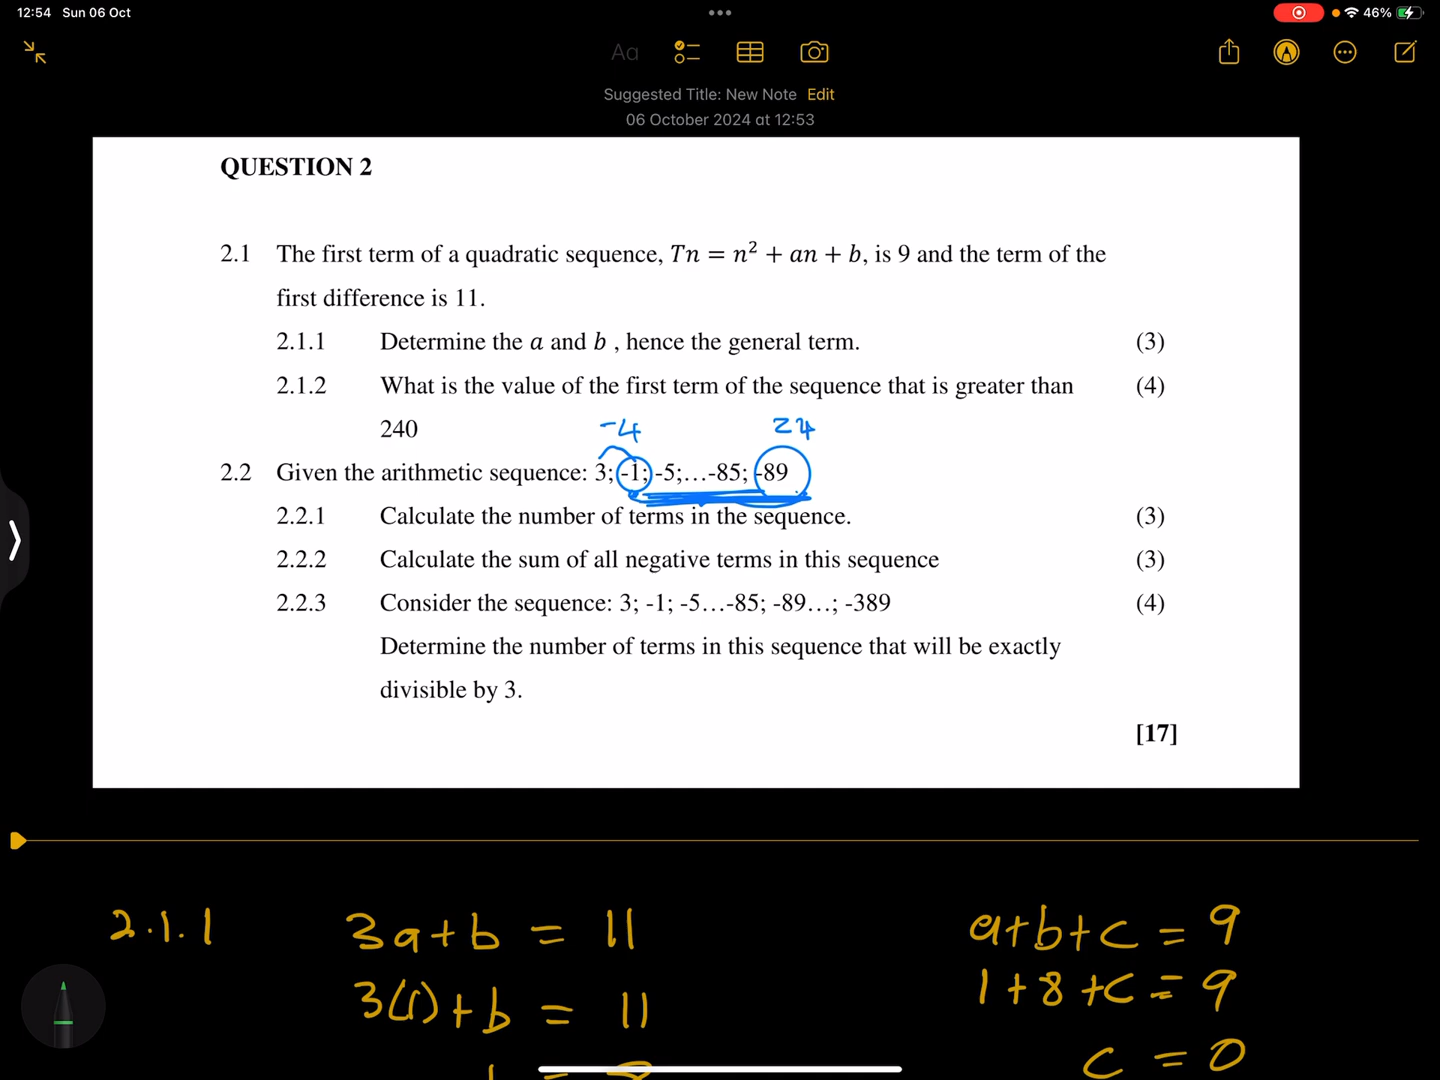 12:54 Sun 06 Oct
46%
Aa
Suggested Title: New Note Edit
06 October 2024 at 12:53
QUESTION 2
2.1 The first term of a quadratic sequence, Tn = n² + an + b, is 9 and the term of the
first difference is 11.
2.1.1 Determine the a and b , hence the general term. (3)
2.1.2 What is the value of the first term of the sequence that is greater than (4)
240
-4 24
2.2 Given the arithmetic sequence: 3; -1; -5;…-85; -89
2.2.1 Calculate the number of terms in the sequence. (3)
2.2.2 Calculate the sum of all negative terms in this sequence (3)
2.2.3 Consider the sequence: 3; -1; -5…-85; -89…; -389 (4)
Determine the number of terms in this sequence that will be exactly
divisible by 3.
[17]
2.1.1 3a+b = 11 a+b+c = 9
3(1)+b = 11 1+8+c = 9
c = 0